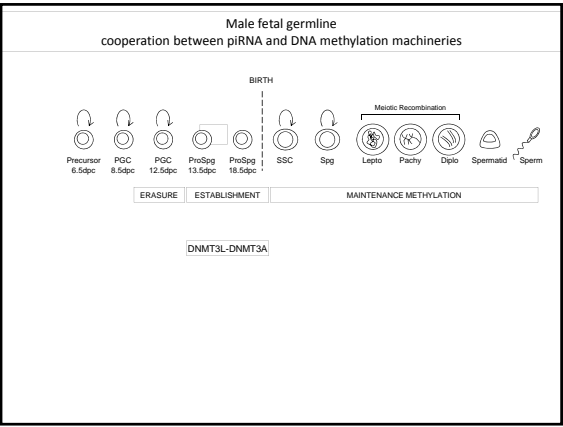 Male fetal germline
cooperation between piRNA and DNA methylation machineries
BIRTH
Meiotic Recombination
Precursor PGC PGC ProSpg ProSpg SSC Spg Lepto Pachy Diplo Spermatid Sperm
6.5dpc 8.5dpc 12.5dpc 13.5dpc 18.5dpc
ERASURE ESTABLISHMENT MAINTENANCE METHYLATION
DNMT3L-DNMT3A